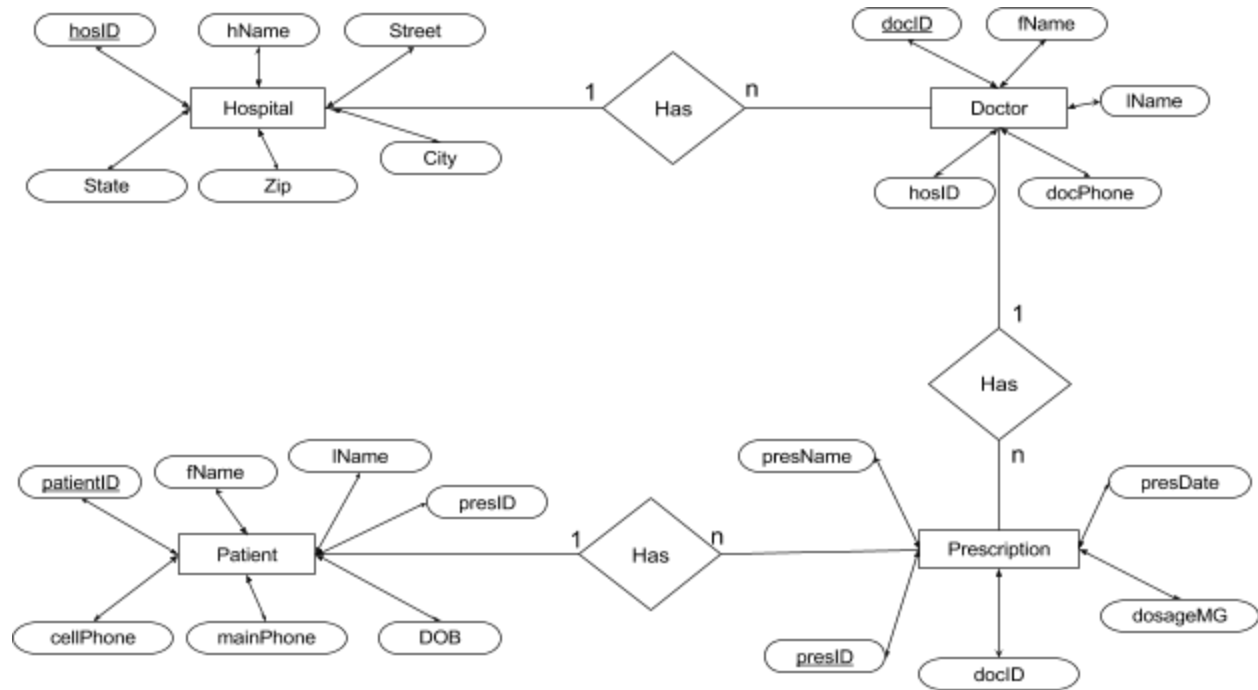 hosID
hName
Street
docID
fName
1
Has
n
Hospital
Doctor
lName
City
State
Zip
hosID
docPhone
1
Has
n
lName
fName
presName
patientID
presID
presDate
Patient
1
Has
n
Prescription
cellPhone
mainPhone
DOB
dosageMG
presID
docID